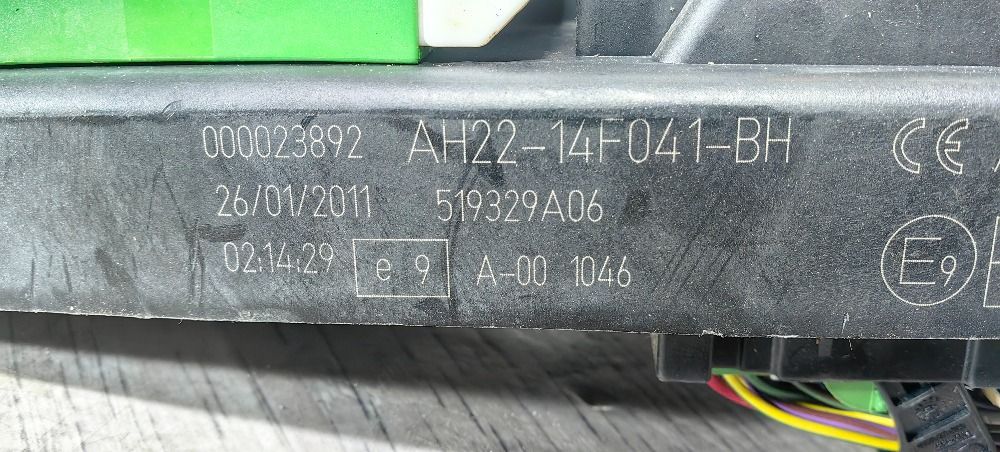 000023892 AH22-14F041-BH CE
26/01/2011 519329A06
02:14:29 e 9 A-00 1046 E9